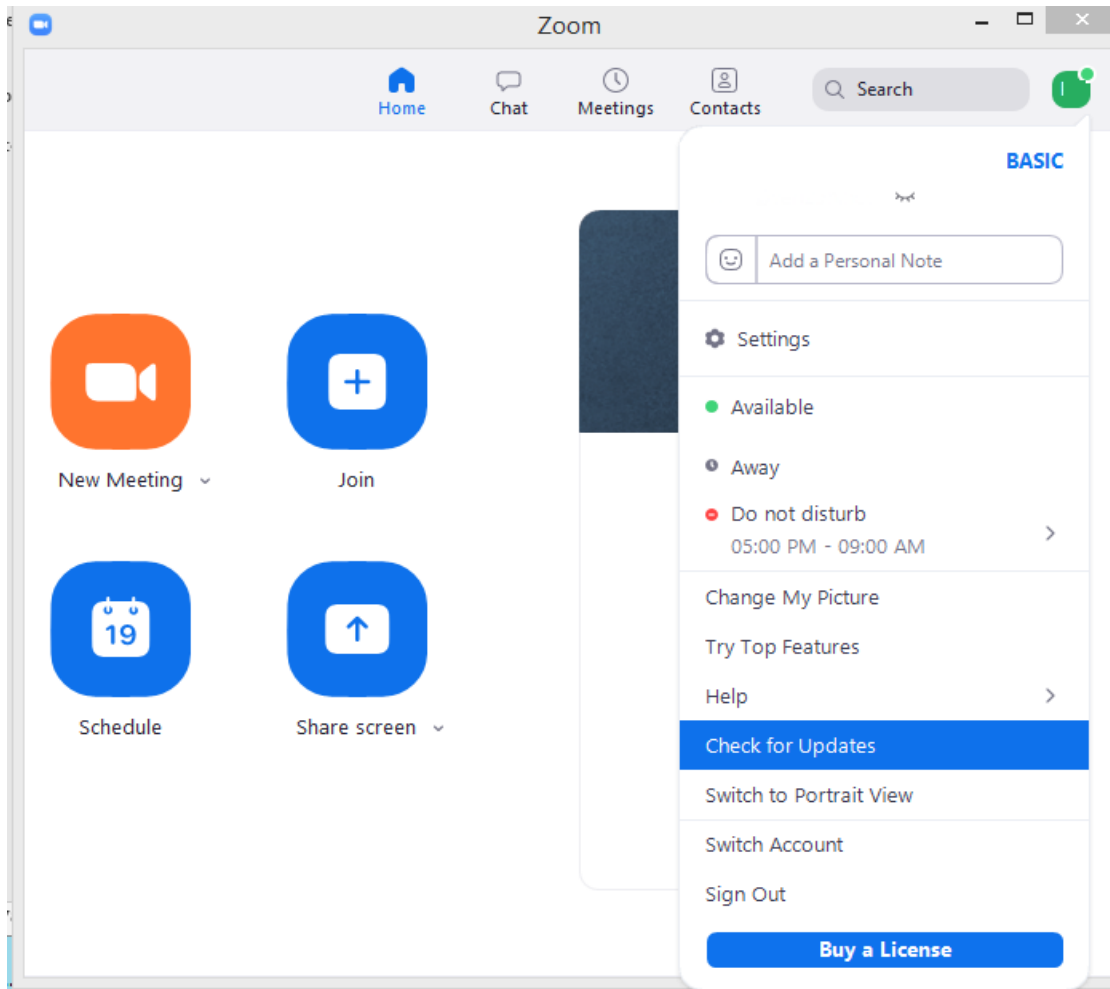 Zoom
Home
Chat
Meetings
Contacts
Search
BASIC
Add a Personal Note
Settings
Available
Away
Do not disturb
05:00 PM - 09:00 AM
Change My Picture
Try Top Features
Help
Check for Updates
Switch to Portrait View
Switch Account
Sign Out
Buy a License
New Meeting
Join
19
Schedule
Share screen